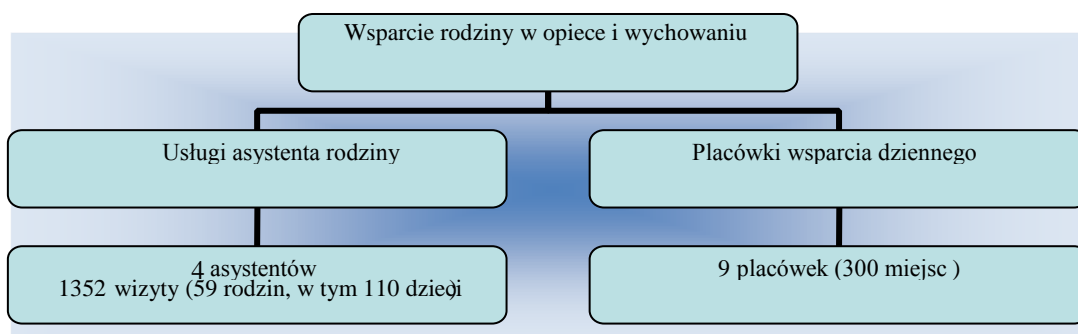 Wsparcie rodziny w opiece i wychowaniu
Usługi asystenta rodziny
Placówki wsparcia dziennego
4 asystentów
1352 wizyty (59 rodzin, w tym 110 dzieci)
9 placówek (300 miejsc )